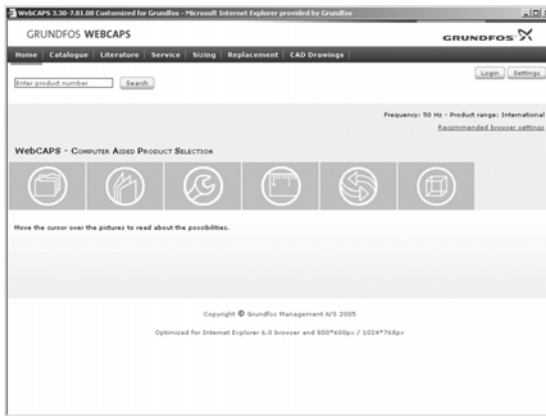 WebCAPS 3.30-7.01.00 Customized for Grundfos - Microsoft Internet Explorer provided by Grundfos
GRUNDFOS WEBCAPS
GRUNDFOS
Home Catalogue Literature Service Sizing Replacement CAD Drawings
Login Settings
Enter product number Search
Frequency: 50 Hz - Product range: International
Recommended browser settings
WebCAPS - Computer Aided Product Selection
Move the cursor over the pictures to read about the possibilities.
Copyright © Grundfos Management A/S 2005
Optimized for Internet Explorer 6.0 browser and 800*600px / 1024*768px